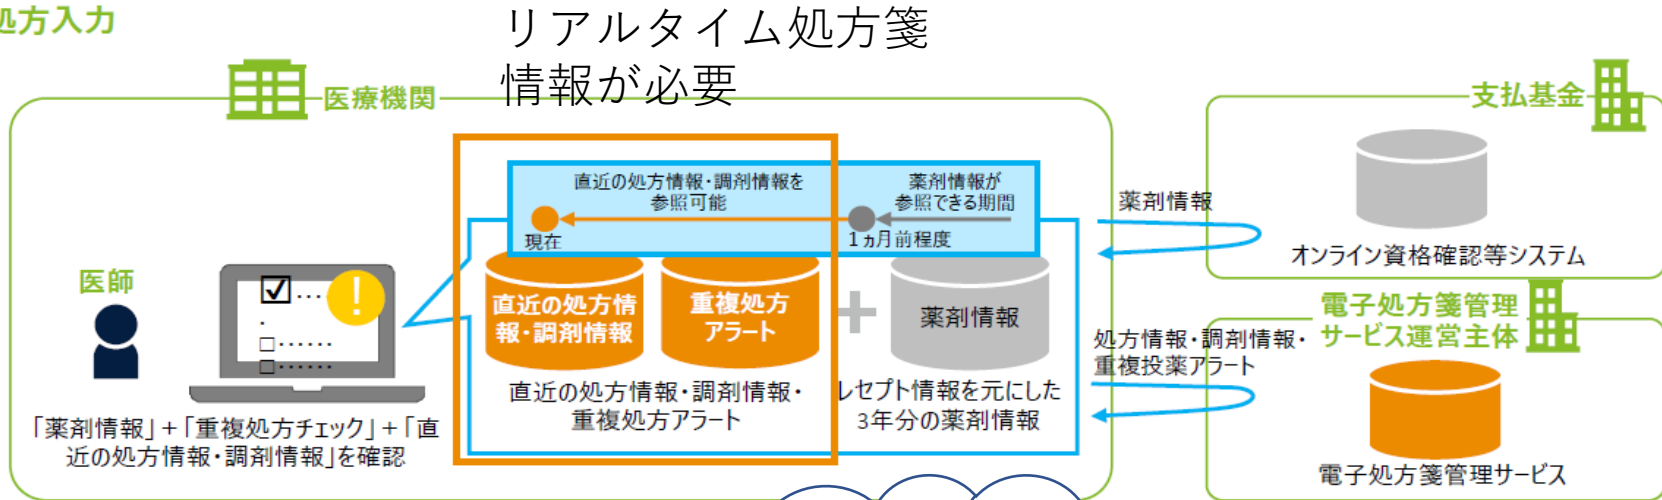 処方入力
リアルタイム処方箋
情報が必要
医療機関
直近の処方情報・調剤情報を
参照可能
薬剤情報が
参照できる期間
現在
1ヵ月前程度
医師
直近の処方情
報・調剤情報
重複処方
アラート
薬剤情報
直近の処方情報・調剤情報・
重複処方アラート
レセプト情報を元にした
3年分の薬剤情報
「薬剤情報」+「重複処方チェック」+「直
近の処方情報・調剤情報」を確認
薬剤情報
処方情報・調剤情報・
重複投薬アラート
支払基金
オンライン資格確認等システム
電子処方箋管理
サービス運営主体
電子処方箋管理サービス